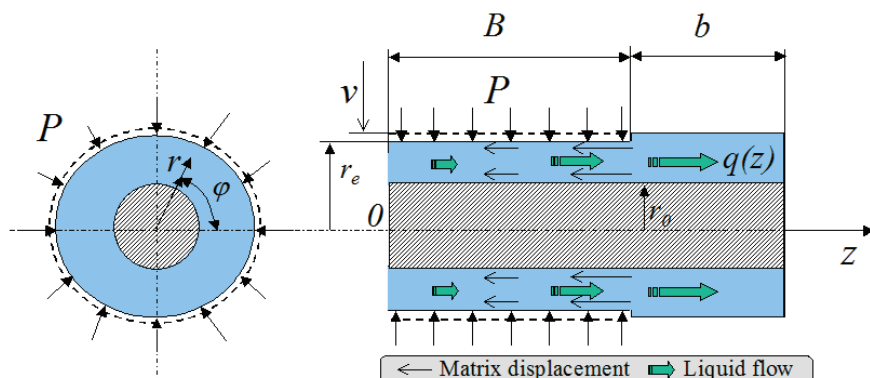 B
b
v
P
P
r
φ
r_e
q(z)
0
r_0
z
Matrix displacement
Liquid flow